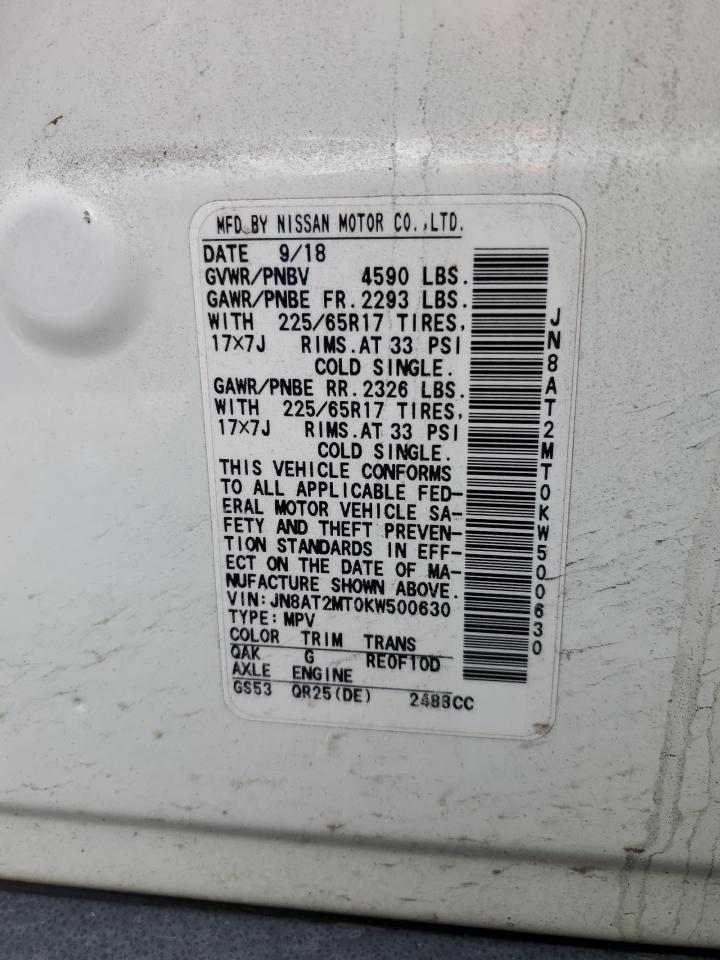 MFD BY NISSAN MOTOR CO.,LTD.
DATE 9/18
GVWR/PNBV 4590 LBS.
GAWR/PNBE FR.2293 LBS.
WITH 225/65R17 TIRES,
17×7J RIMS.AT 33 PSI
COLD SINGLE.
GAWR/PNBE RR.2326 LBS.
WITH 225/65R17 TIRES,
17×7J RIMS.AT 33 PSI
COLD SINGLE.
THIS VEHICLE CONFORMS
TO ALL APPLICABLE FED-
ERAL MOTOR VEHICLE SA-
FETY AND THEFT PREVEN-
TION STANDARDS IN EFF-
ECT ON THE DATE OF MA-
NUFACTURE SHOWN ABOVE.
VIN:JN8AT2MT0KW500630
TYPE:MPV
COLOR TRIM TRANS
QAK G RE0F10D
AXLE ENGINE
GS53 QR25(DE) 2488CC
JN8AT2MT0KW500630